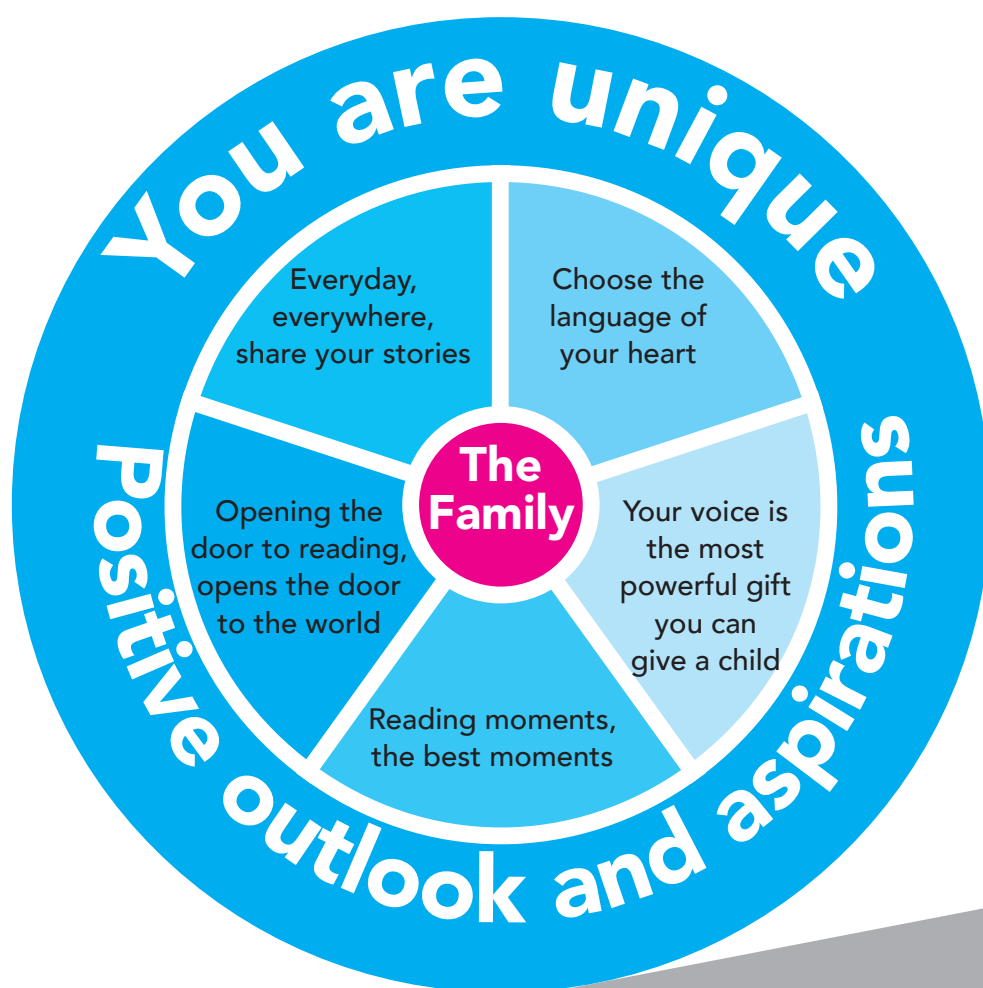 You are unique
Everyday,
everywhere,
share your stories
Choose the
language of
your heart
The
Family
Opening the
door to reading,
opens the door
to the world
Your voice is
the most
powerful gift
you can
give a child
Reading moments,
the best moments
Positive outlook and aspirations